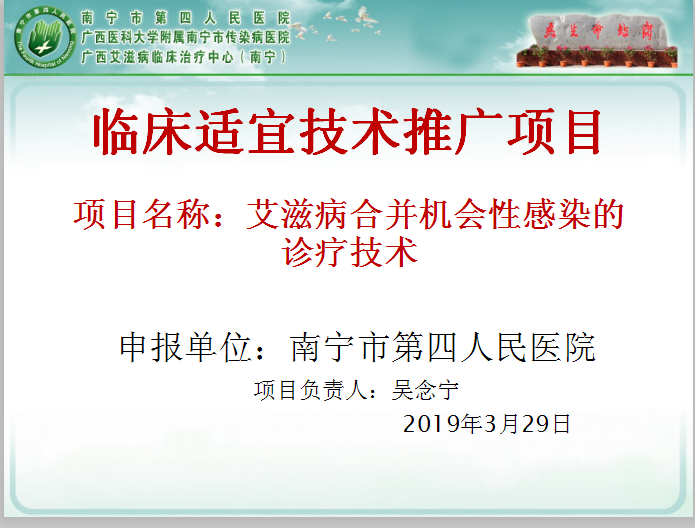 南宁市第四人民医院
广西医科大学附属南宁市传染病医院
广西艾滋病临床治疗中心（南宁）
临床适宜技术推广项目
项目名称：艾滋病合并机会性感染的
诊疗技术
申报单位：南宁市第四人民医院
项目负责人：吴念宁
2019年3月29日